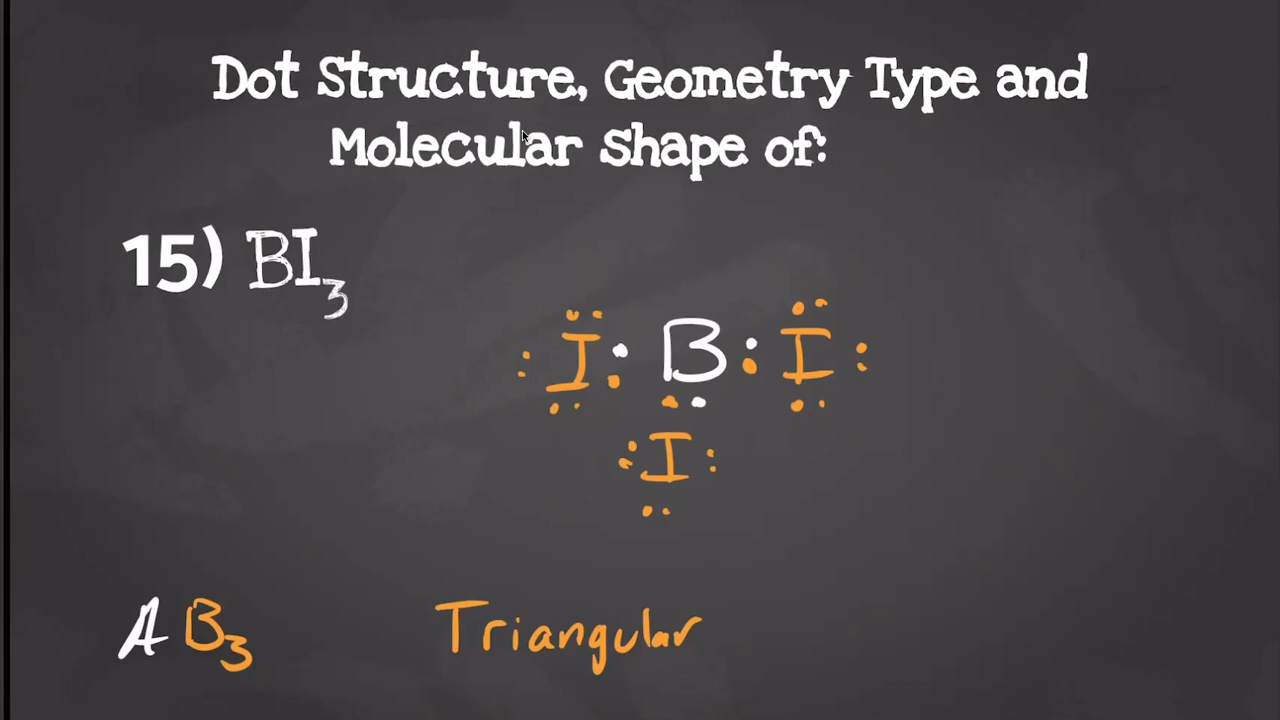 Dot Structure, Geometry Type and
Molecular Shape of:
15) BI₃
I B I
I
AB₃ Triangular